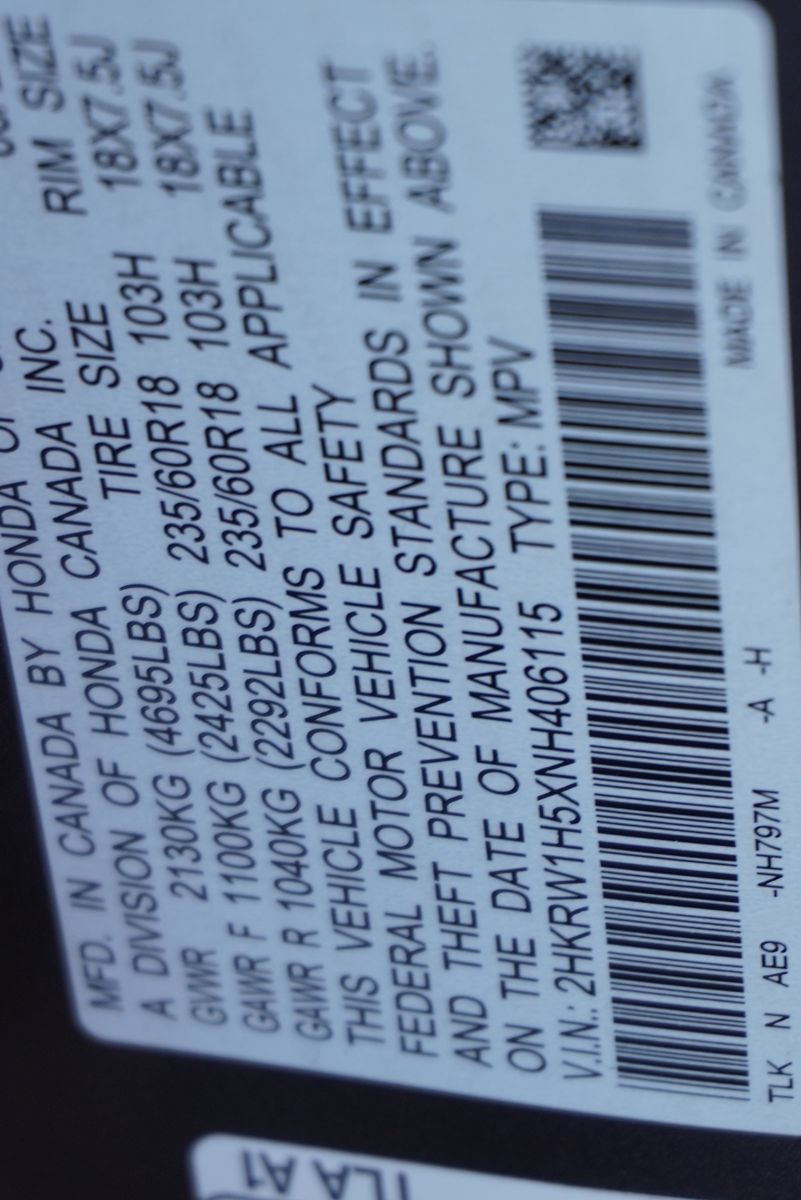 MFD. IN CANADA BY HONDA OF
A DIVISION OF HONDA CANADA INC.
TIRE SIZE RIM SIZE
GVWR 2130KG (4695LBS)
GAWR F 1100KG (2425LBS) 235/60R18 103H 18X7.5J
GAWR R 1040KG (2292LBS) 235/60R18 103H 18X7.5J
THIS VEHICLE CONFORMS TO ALL APPLICABLE
FEDERAL MOTOR VEHICLE SAFETY
AND THEFT PREVENTION STANDARDS IN EFFECT
ON THE DATE OF MANUFACTURE SHOWN ABOVE.
V.I.N.: 2HKRW1H5XNH406115 TYPE: MPV
TLK N AE9 -NH797M -A -H
MADE IN CANADA